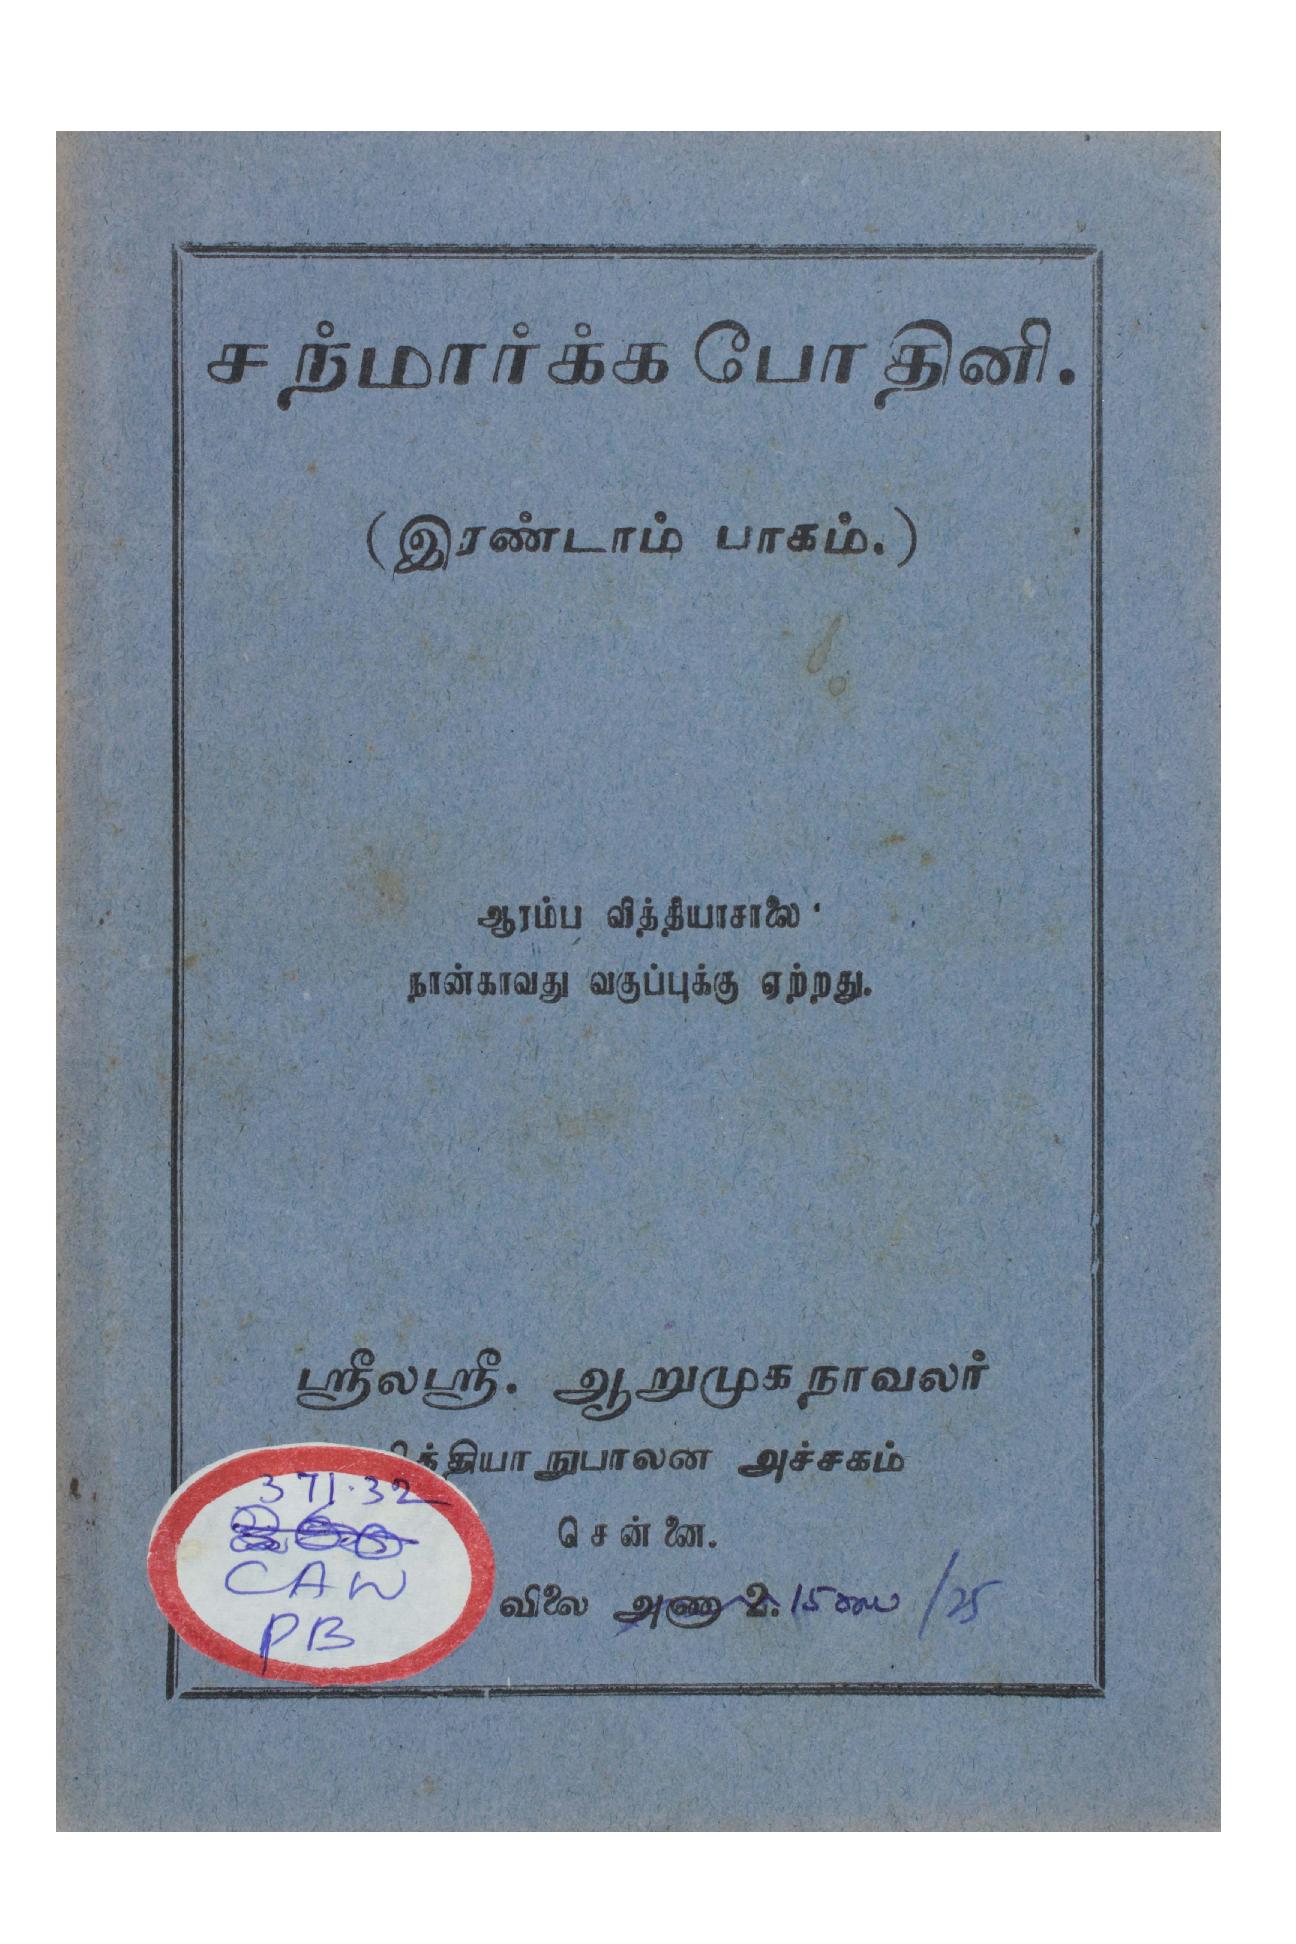 சந்மார்க்க போதினி.
(இரண்டாம் பாகம்.)
ஆரம்ப வித்தியாசாலை
நான்காவது வகுப்புக்கு ஏற்றது.
ஸ்ரீலஸ்ரீ. ஆறுமுகநாவலர்
வித்தியாநுபாலன அச்சகம்
சென்னை.
விலை அணா 2. 15 /25
371.32
CAW
PB